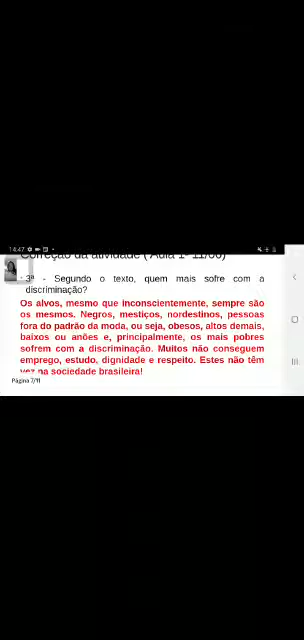 14:47
Correção da atividade ( Aula 1- 11/06)
- 3ª - Segundo o texto, quem mais sofre com a
discriminação?
Os alvos, mesmo que inconscientemente, sempre são
os mesmos. Negros, mestiços, nordestinos, pessoas
fora do padrão da moda, ou seja, obesos, altos demais,
baixos ou anões e, principalmente, os mais pobres
sofrem com a discriminação. Muitos não conseguem
emprego, estudo, dignidade e respeito. Estes não têm
vez na sociedade brasileira!
Página 7/11